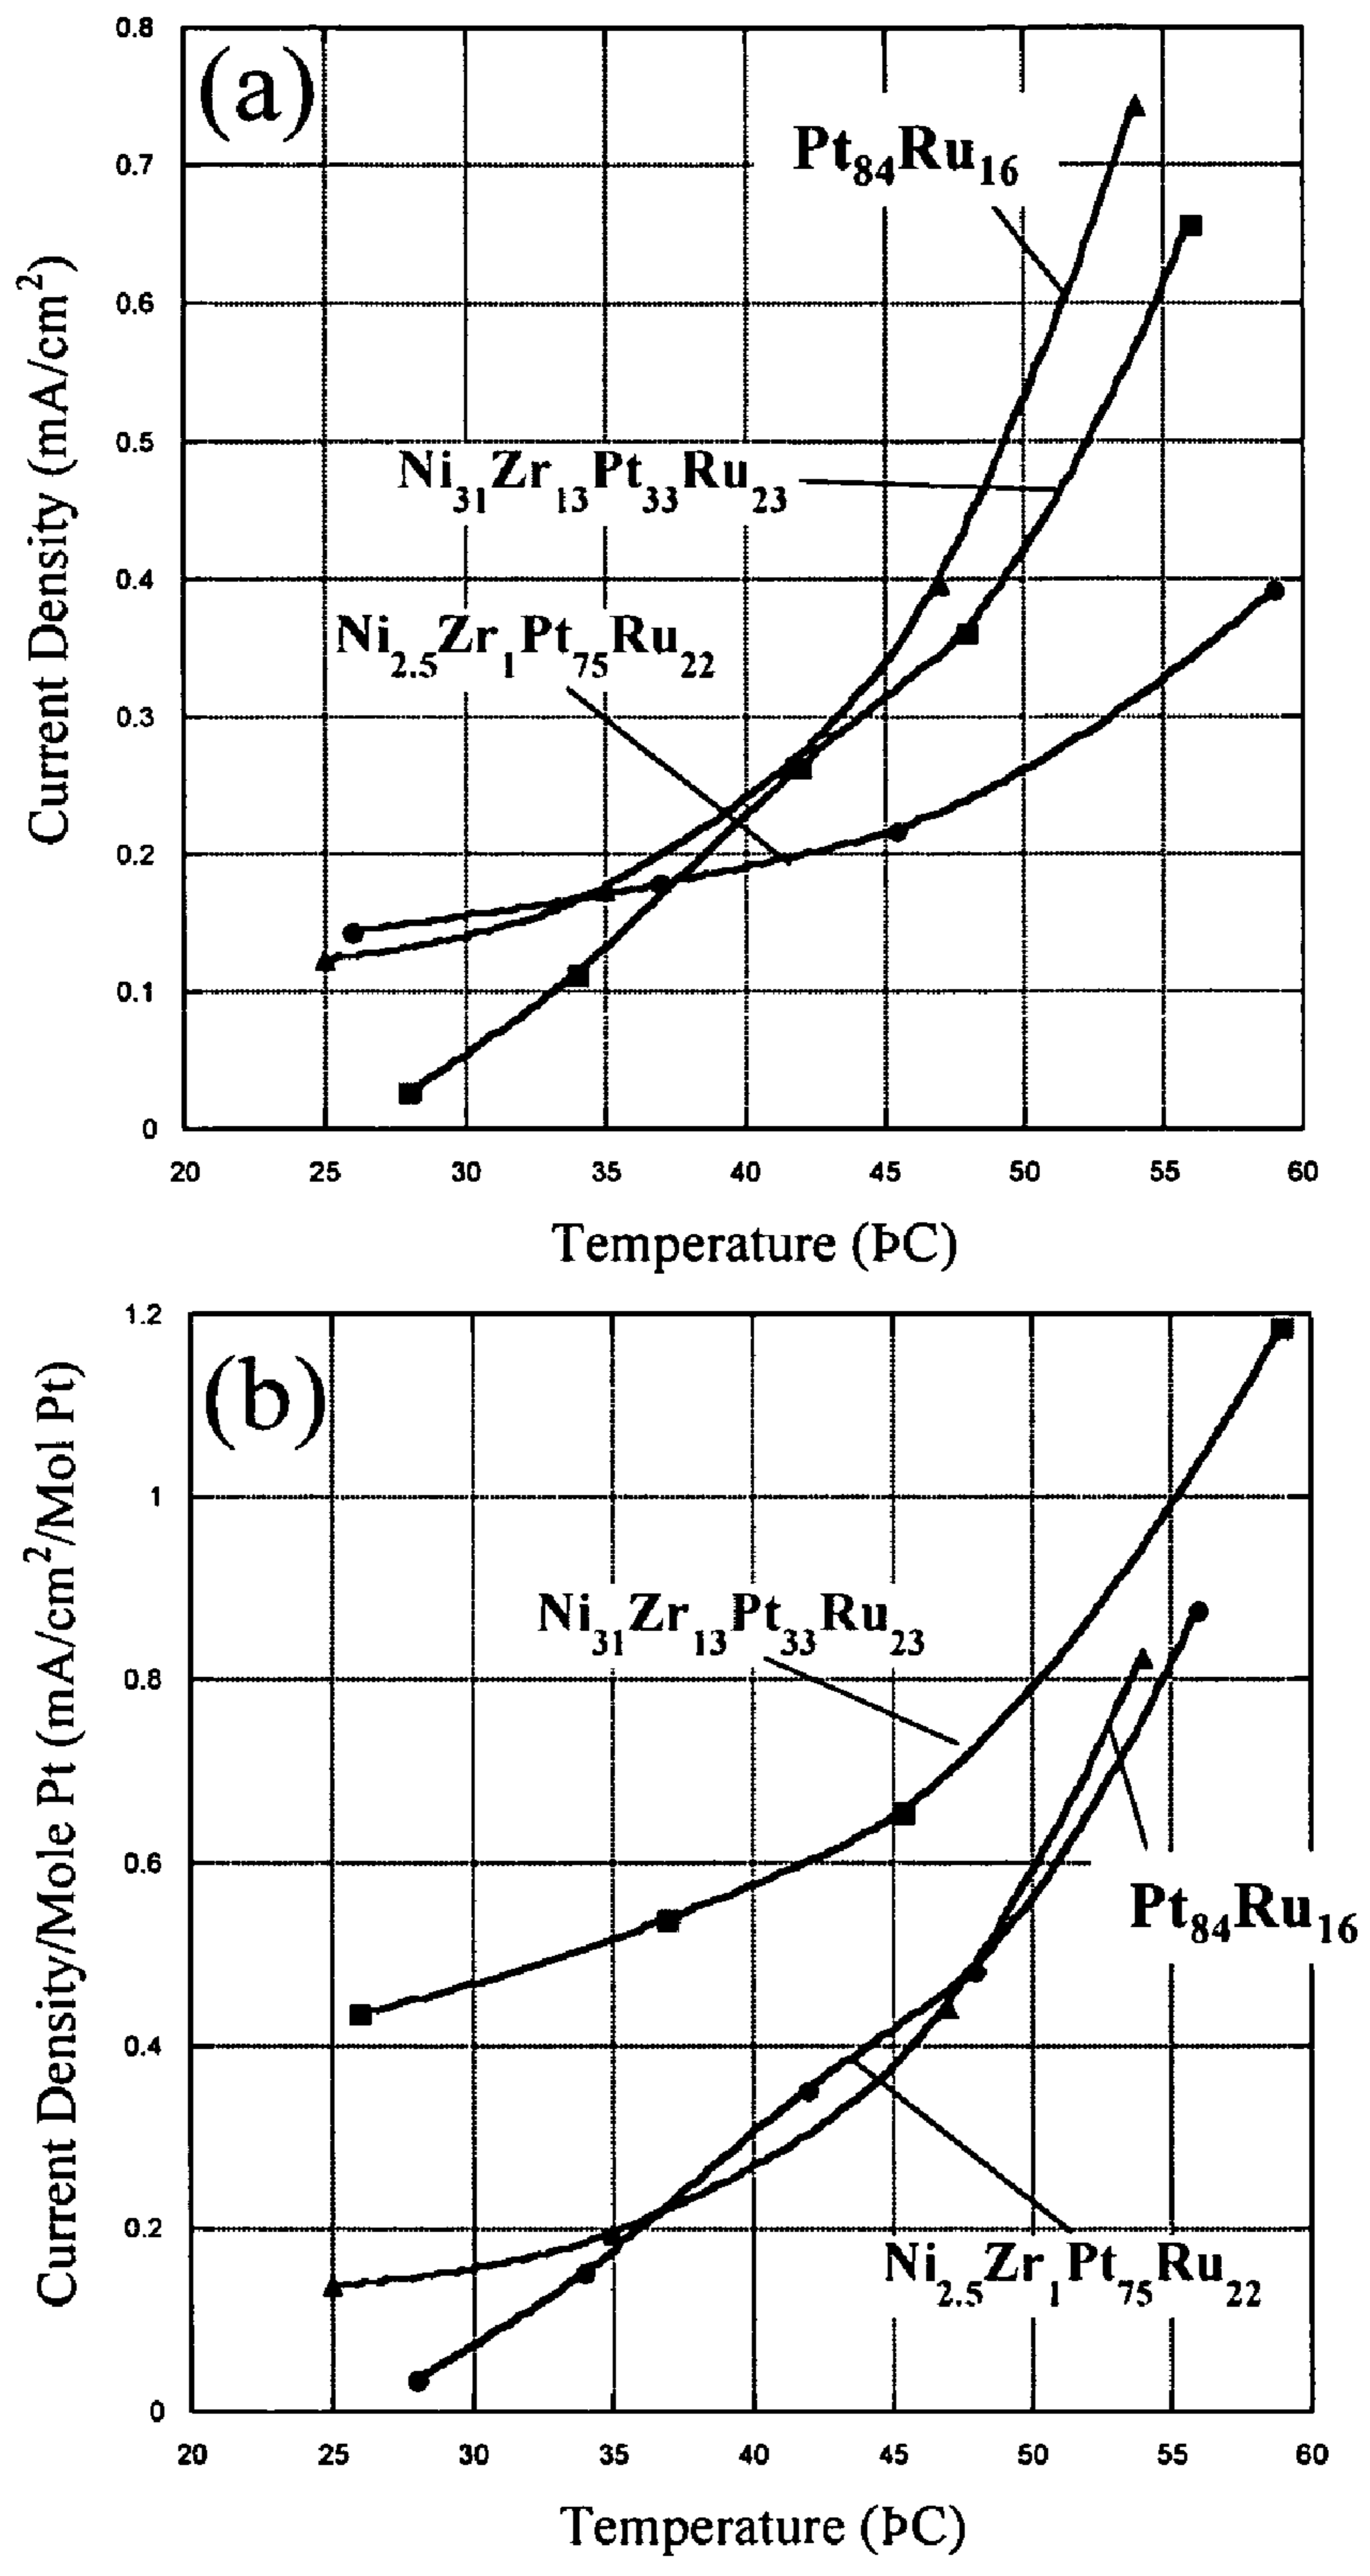 (a)
Current Density (mA/cm²)
0.8
0.7
0.6
0.5
0.4
0.3
0.2
0.1
0
Pt₈₄Ru₁₆
Ni₃₁Zr₁₃Pt₃₃Ru₂₃
Ni₂.₅Zr₁Pt₇₅Ru₂₂
20 25 30 35 40 45 50 55 60
Temperature (ÞC)
(b)
Current Density/Mole Pt (mA/cm²/Mol Pt)
1.2
1
0.8
0.6
0.4
0.2
0
Ni₃₁Zr₁₃Pt₃₃Ru₂₃
Pt₈₄Ru₁₆
Ni₂.₅Zr₁Pt₇₅Ru₂₂
20 25 30 35 40 45 50 55 60
Temperature (ÞC)